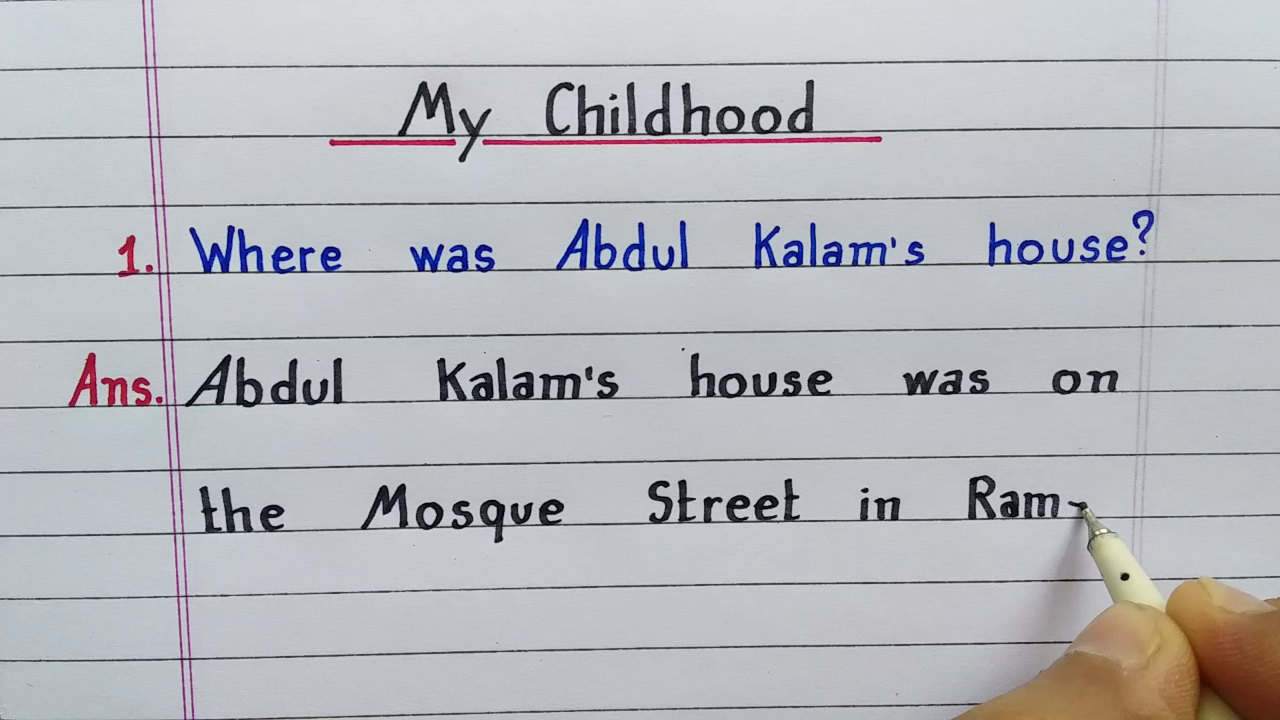 My Childhood
1. Where was Abdul Kalam's house?
Ans. Abdul Kalam's house was on
the Mosque Street in Ram-